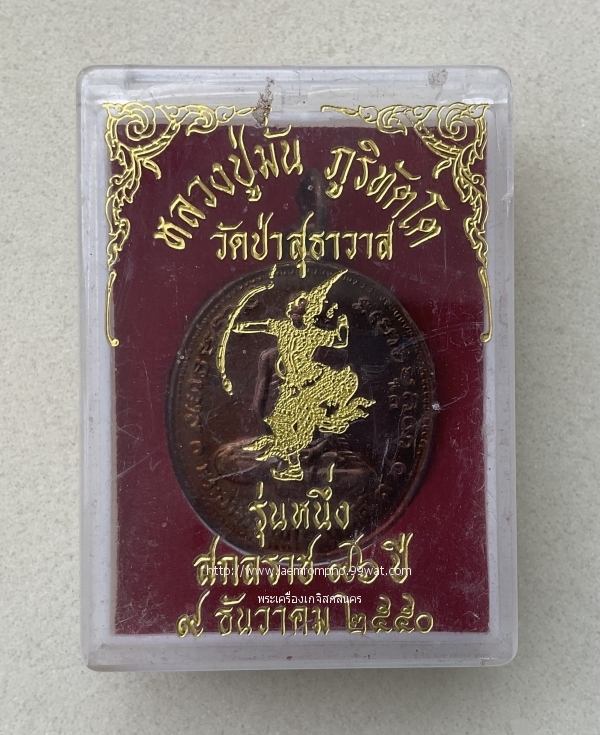 หลวงปู่มั่น ภูริทัตโต
วัดป่าสุธาวาส
รุ่นหนึ่ง
สกลราช ๘๖ ปี
http://www.laemrompho.99wat.com
พระเครื่องเกจิสกลนคร
๙ ธันวาคม ๒๕๕๐